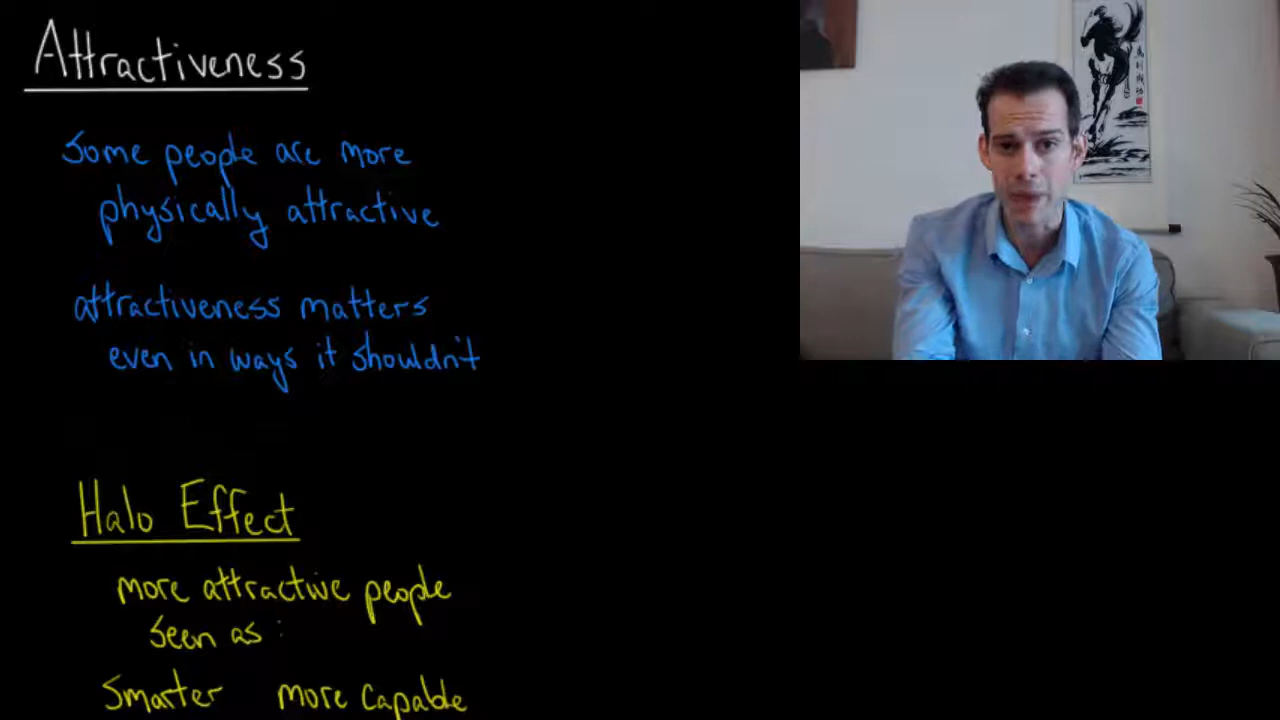 Attractiveness
Some people are more
physically attractive
attractiveness matters
even in ways it shouldn't
Halo Effect
more attractive people
seen as:
Smarter more capable